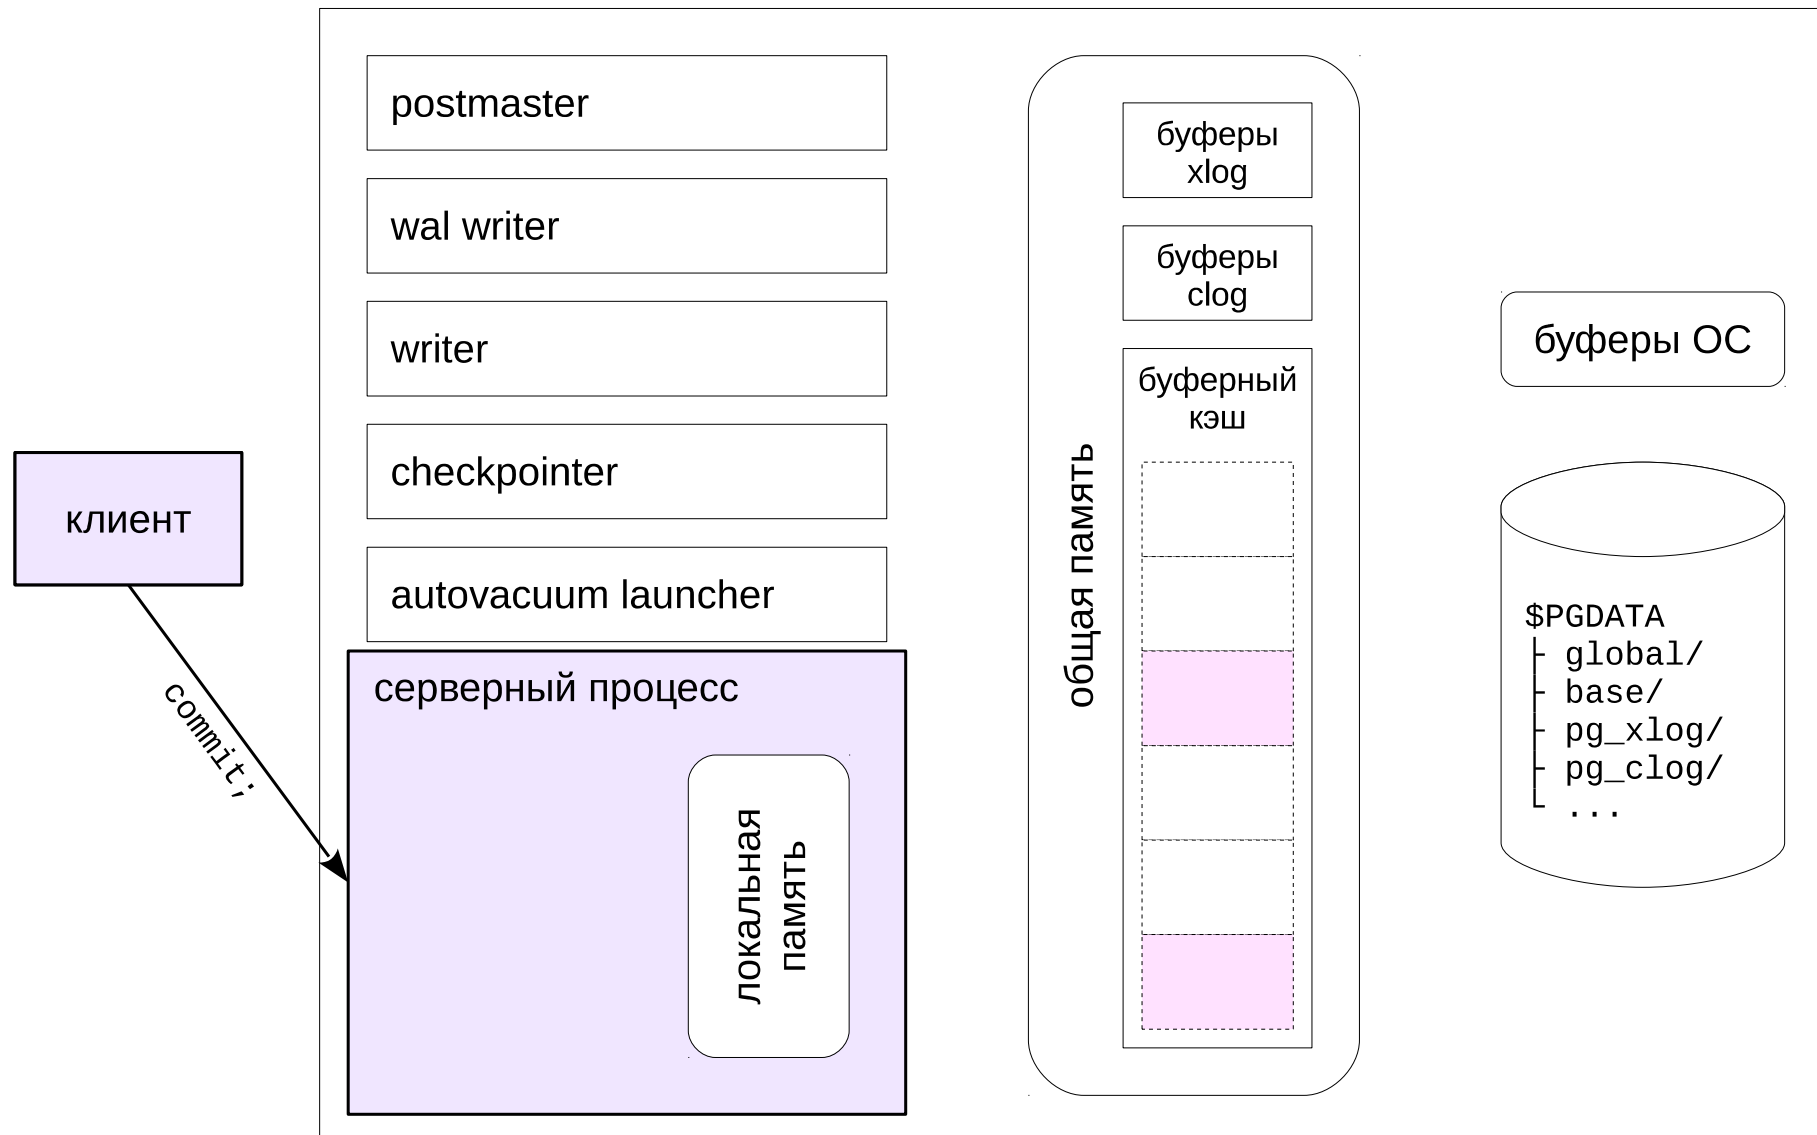 postmaster
wal writer
writer
checkpointer
autovacuum launcher
клиент
commit;
серверный процесс
локальная
память
общая память
буферы
xlog
буферы
clog
буферный
кэш
буферы ОС
$PGDATA
├ global/
├ base/
├ pg_xlog/
├ pg_clog/
└ ...